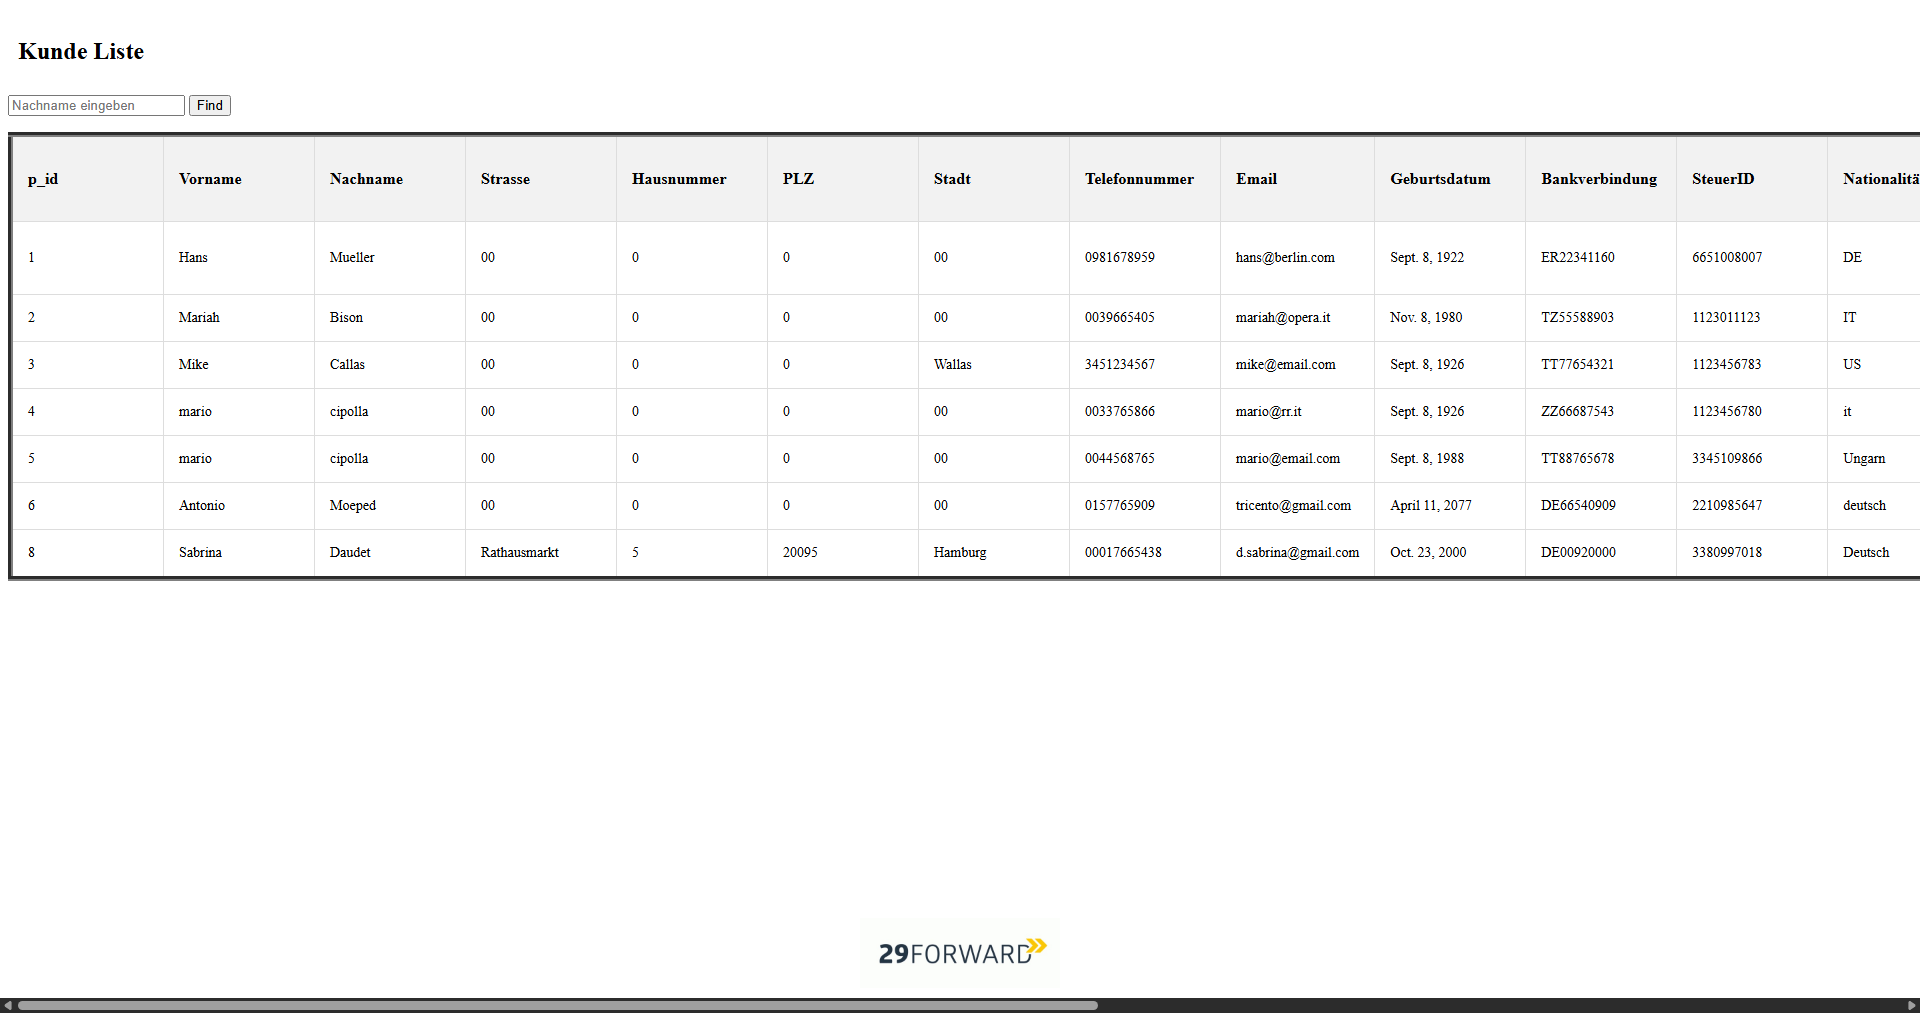 Kunde Liste
Nachname eingeben Find
p_id Vorname Nachname Strasse Hausnummer PLZ Stadt Telefonnummer Email Geburtsdatum Bankverbindung SteuerID Nationalitä
1 Hans Mueller 00 0 0 00 0981678959 hans@berlin.com Sept. 8, 1922 ER22341160 6651008007 DE
2 Mariah Bison 00 0 0 00 0039665405 mariah@opera.it Nov. 8, 1980 TZ55588903 1123011123 IT
3 Mike Callas 00 0 0 Wallas 3451234567 mike@email.com Sept. 8, 1926 TT77654321 1123456783 US
4 mario cipolla 00 0 0 00 0033765866 mario@rr.it Sept. 8, 1926 ZZ66687543 1123456780 it
5 mario cipolla 00 0 0 00 0044568765 mario@email.com Sept. 8, 1988 TT88765678 3345109866 Ungarn
6 Antonio Moeped 00 0 0 00 0157765909 tricento@gmail.com April 11, 2077 DE66540909 2210985647 deutsch
8 Sabrina Daudet Rathausmarkt 5 20095 Hamburg 00017665438 d.sabrina@gmail.com Oct. 23, 2000 DE00920000 3380997018 Deutsch
29FORWARD